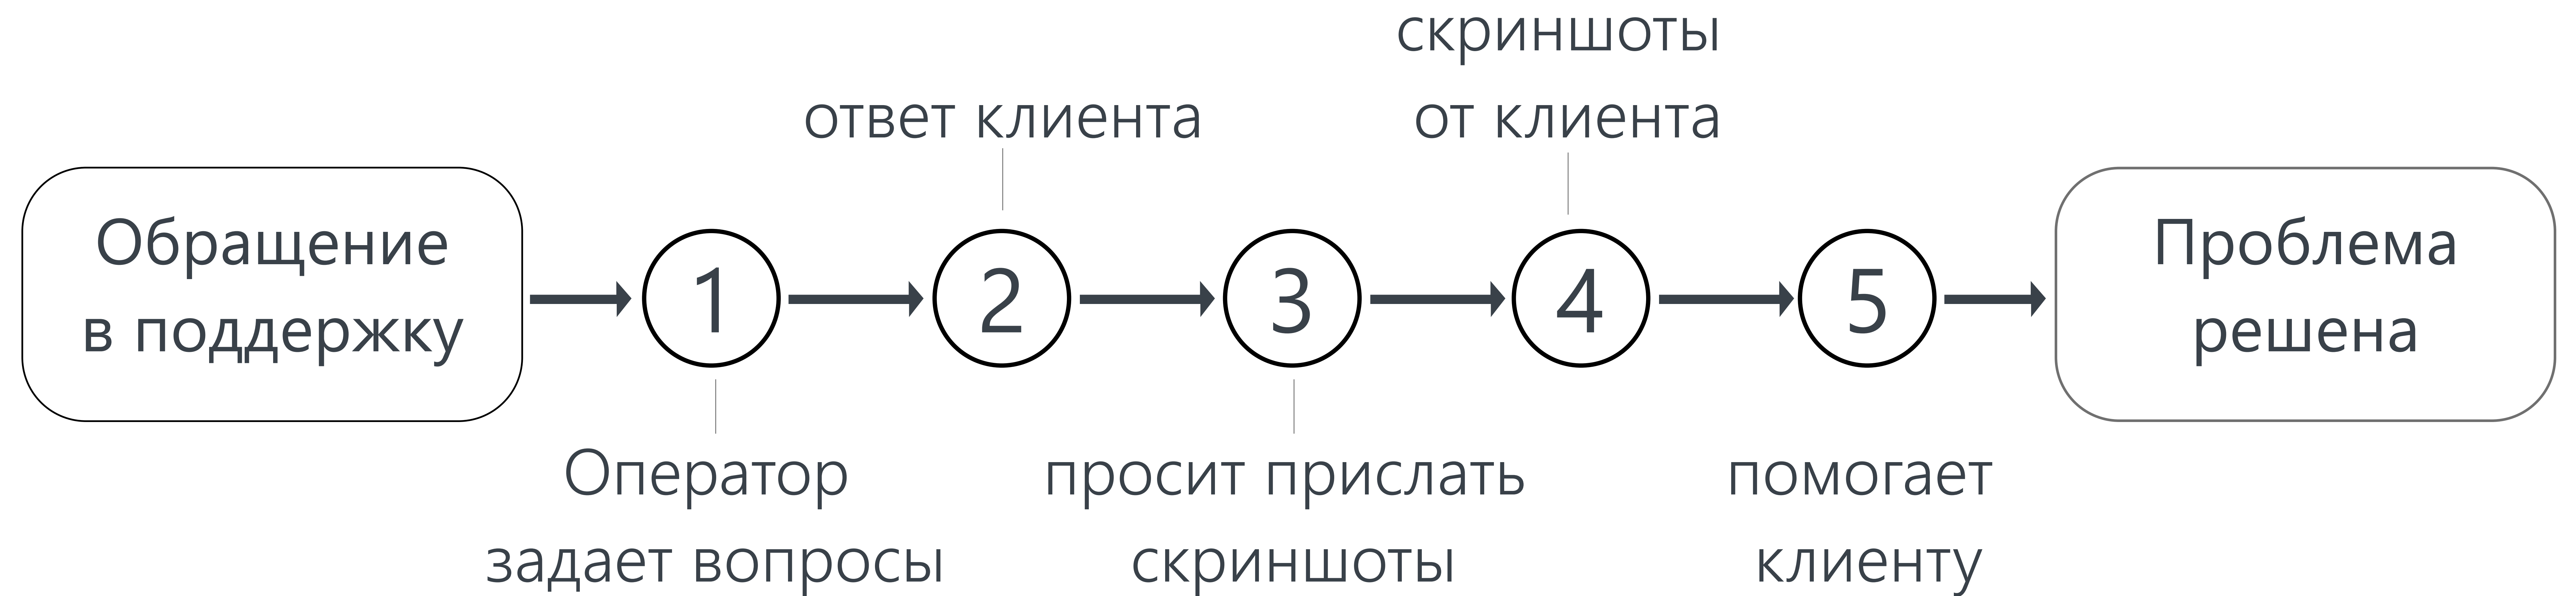 Обращение
в поддержку
1
Оператор
задает вопросы
2
ответ клиента
3
просит прислать
скриншоты
4
скриншоты
от клиента
5
помогает
клиенту
Проблема
решена